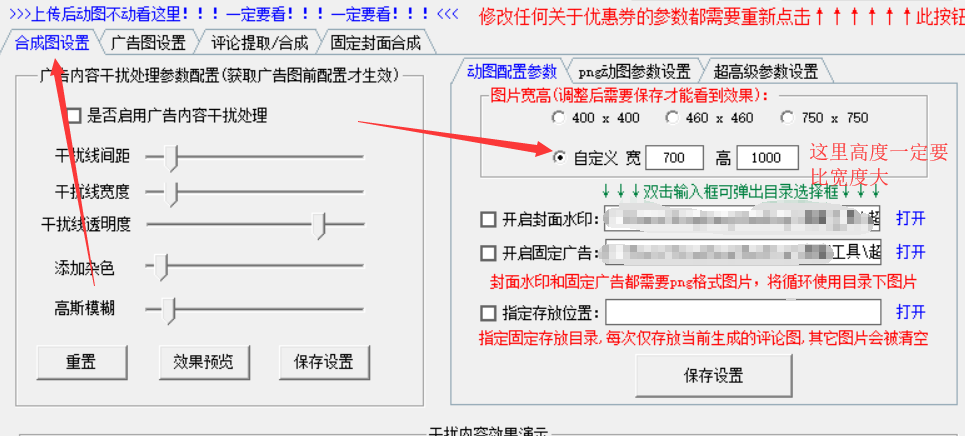 >>>上传后动图不动看这里！！！一定要看！！！一定要看！！！<<<
修改任何关于优惠券的参数都需要重新点击↑↑↑↑↑↑此按钮
合成图设置 广告图设置 评论提取/合成 固定封面合成
广告内容干扰处理参数配置(获取广告图前配置才生效)
是否启用广告内容干扰处理
干扰线间距
干扰线宽度
干扰线透明度
添加杂色
高斯模糊
重置 效果预览 保存设置
动图配置参数 png动图参数设置 超高级参数设置
图片宽高(调整后需要保存才能看到效果):
400 x 400 460 x 460 750 x 750
自定义 宽 700 高 1000
这里高度一定要
比宽度大
↓↓↓双击输入框可弹出目录选择框↓↓↓
开启封面水印: \工具\超 打开
开启固定广告: \工具\超 打开
封面水印和固定广告都需要png格式图片，将循环使用目录下图片
指定存放位置: 打开
指定固定存放目录,每次仅存放当前生成的评论图,其它图片会被清空
保存设置
干扰内容效果演示